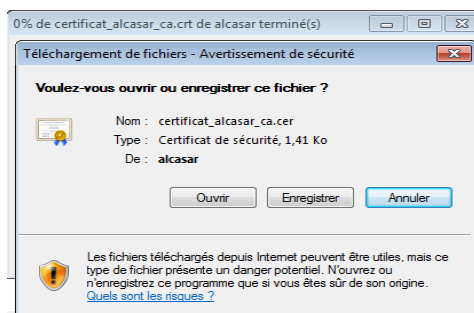 0% de certificat_alcasar_ca.crt de alcasar terminé(s)
Téléchargement de fichiers - Avertissement de sécurité
Voulez-vous ouvrir ou enregistrer ce fichier ?
Nom : certificat_alcasar_ca.cer
Type : Certificat de sécurité, 1,41 Ko
De : alcasar
Ouvrir Enregistrer Annuler
Les fichiers téléchargés depuis Internet peuvent être utiles, mais ce
type de fichier présente un danger potentiel. N'ouvrez ou
n'enregistrez ce programme que si vous êtes sûr de son origine.
Quels sont les risques ?